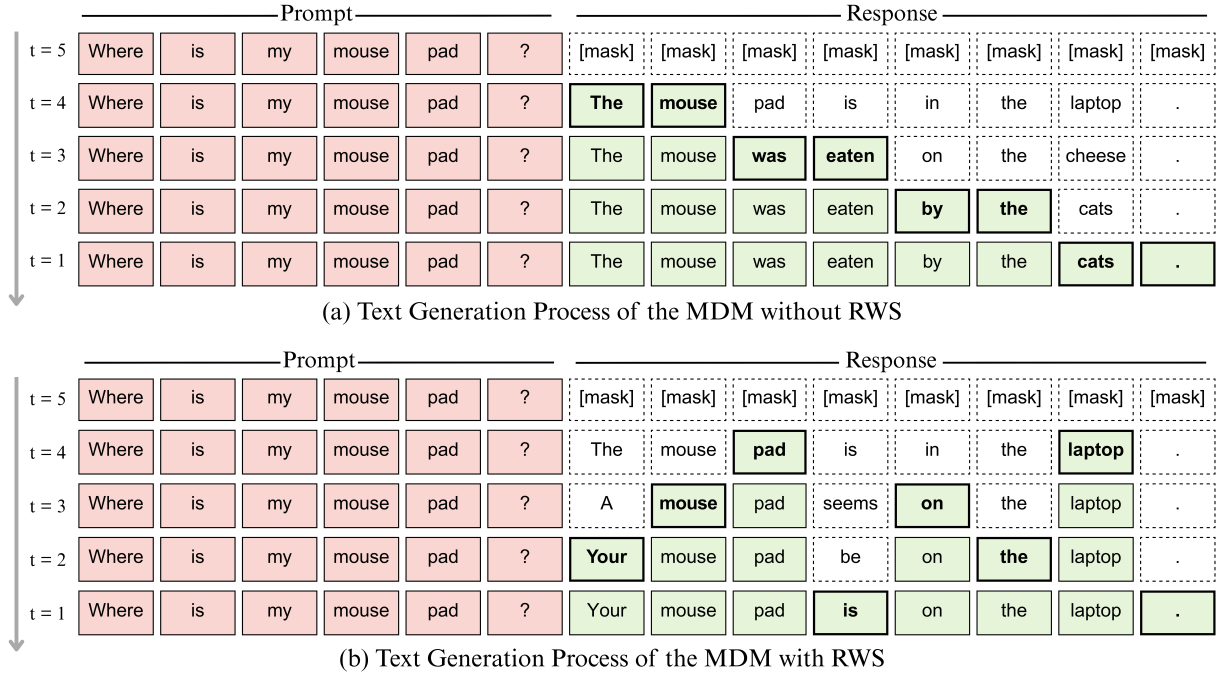 Prompt Response
t = 5 Where is my mouse pad ? [mask] [mask] [mask] [mask] [mask] [mask] [mask] [mask]
t = 4 Where is my mouse pad ? The mouse pad is in the laptop .
t = 3 Where is my mouse pad ? The mouse was eaten on the cheese .
t = 2 Where is my mouse pad ? The mouse was eaten by the cats .
t = 1 Where is my mouse pad ? The mouse was eaten by the cats .
(a) Text Generation Process of the MDM without RWS
Prompt Response
t = 5 Where is my mouse pad ? [mask] [mask] [mask] [mask] [mask] [mask] [mask] [mask]
t = 4 Where is my mouse pad ? The mouse pad is in the laptop .
t = 3 Where is my mouse pad ? A mouse pad seems on the laptop .
t = 2 Where is my mouse pad ? Your mouse pad be on the laptop .
t = 1 Where is my mouse pad ? Your mouse pad is on the laptop .
(b) Text Generation Process of the MDM with RWS